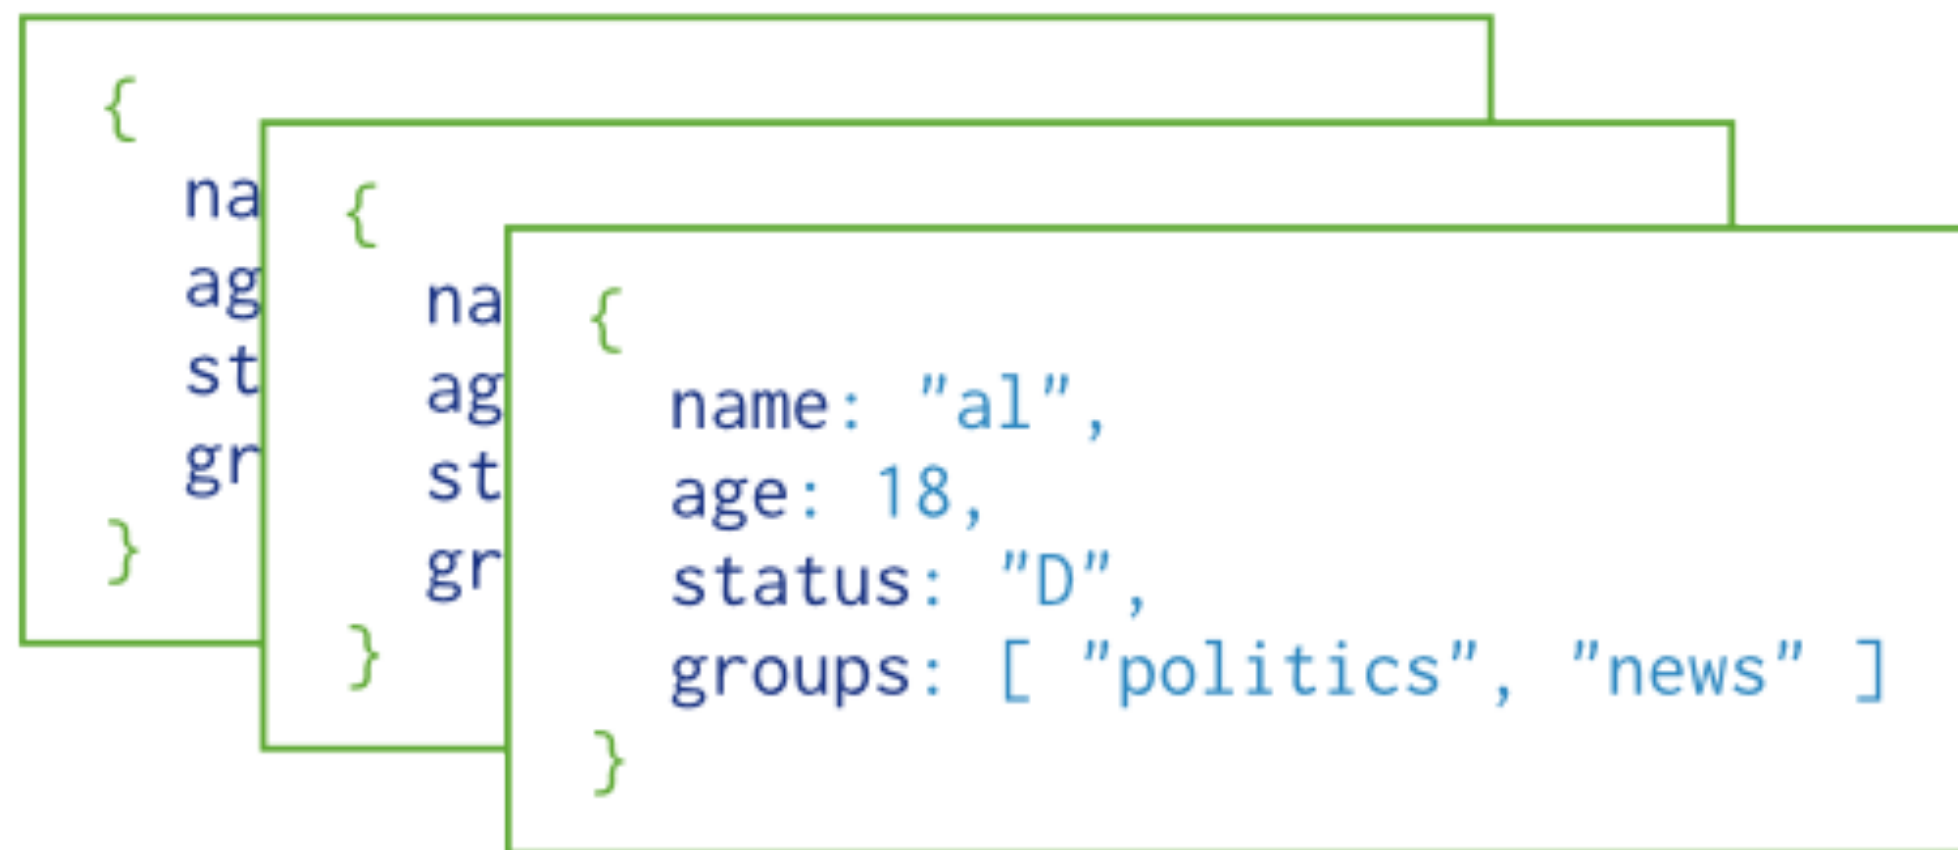 {
na
ag
st
gr
}
{
na
ag
st
gr
}
{
name: "al",
age: 18,
status: "D",
groups: [ "politics", "news" ]
}